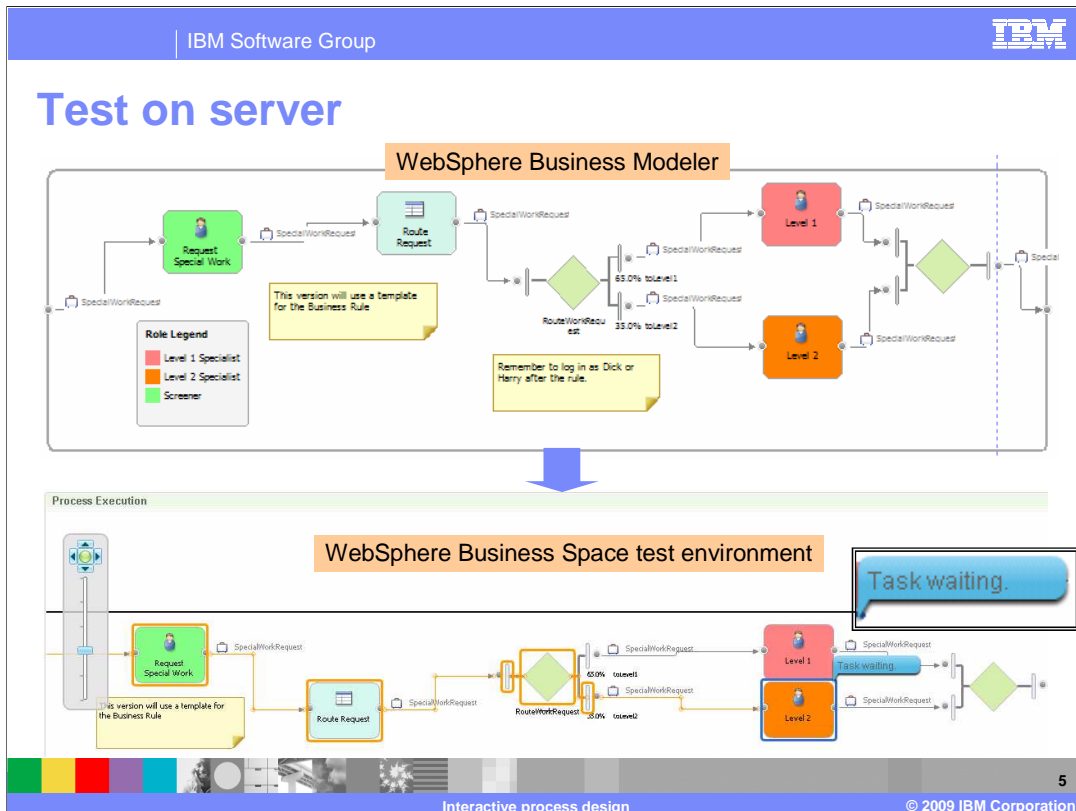 IBM Software Group
IBM
Test on server
WebSphere Business Modeler
SpecialWorkRequest
Request
Special Work
SpecialWorkRequest
Route
Request
SpecialWorkRequest
RouteWorkRequ
est
SpecialWorkRequest
65.0% toLevel1
SpecialWorkRequest
35.0% toLevel2
Level 1
SpecialWorkRequest
Level 2
SpecialWorkRequest
Special
This version will use a template
for the Business Rule
Role Legend
Level 1 Specialist
Level 2 Specialist
Screener
Remember to log in as Dick or
Harry after the rule.
Process Execution
WebSphere Business Space test environment
Task waiting.
Request
Special Work
SpecialWorkRequest
This version will use a template for
the Business Rule
Route Request
SpecialWorkRequest
RouteWorkRequest
SpecialWorkRequest
65.0% toLevel1
SpecialWorkRequest
35.0% toLevel2
Level 1
SpecialWorkRequest
Task waiting.
Level 2
SpecialWorkRequest
5
Interactive process design
© 2009 IBM Corporation